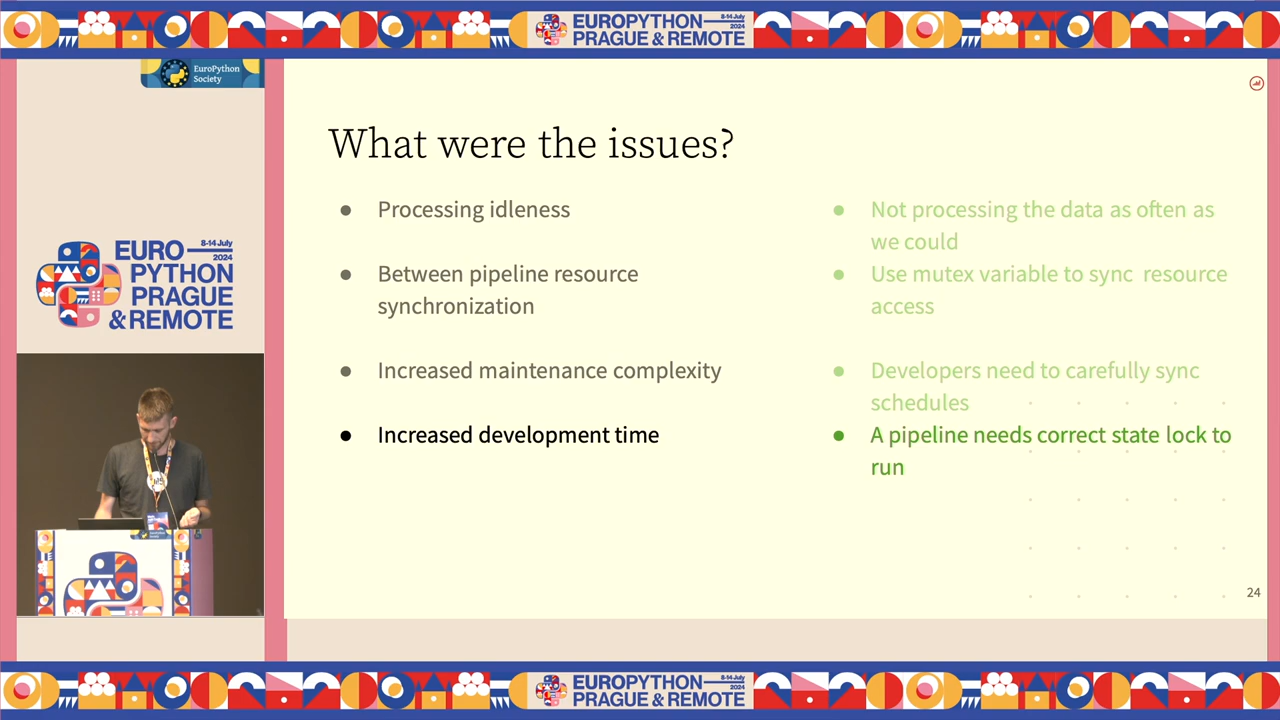 EUROPYTHON
8-14 July
2024
PRAGUE & REMOTE
EuroPython
Society
EURO
8-14 July
2024
PYTHON
PRAGUE
& REMOTE
What were the issues?
● Processing idleness
● Between pipeline resource
synchronization
● Increased maintenance complexity
● Increased development time
● Not processing the data as often as
we could
● Use mutex variable to sync resource
access
● Developers need to carefully sync
schedules
● A pipeline needs correct state lock to
run
24
EUROPYTHON
8-14 July
2024
PRAGUE & REMOTE